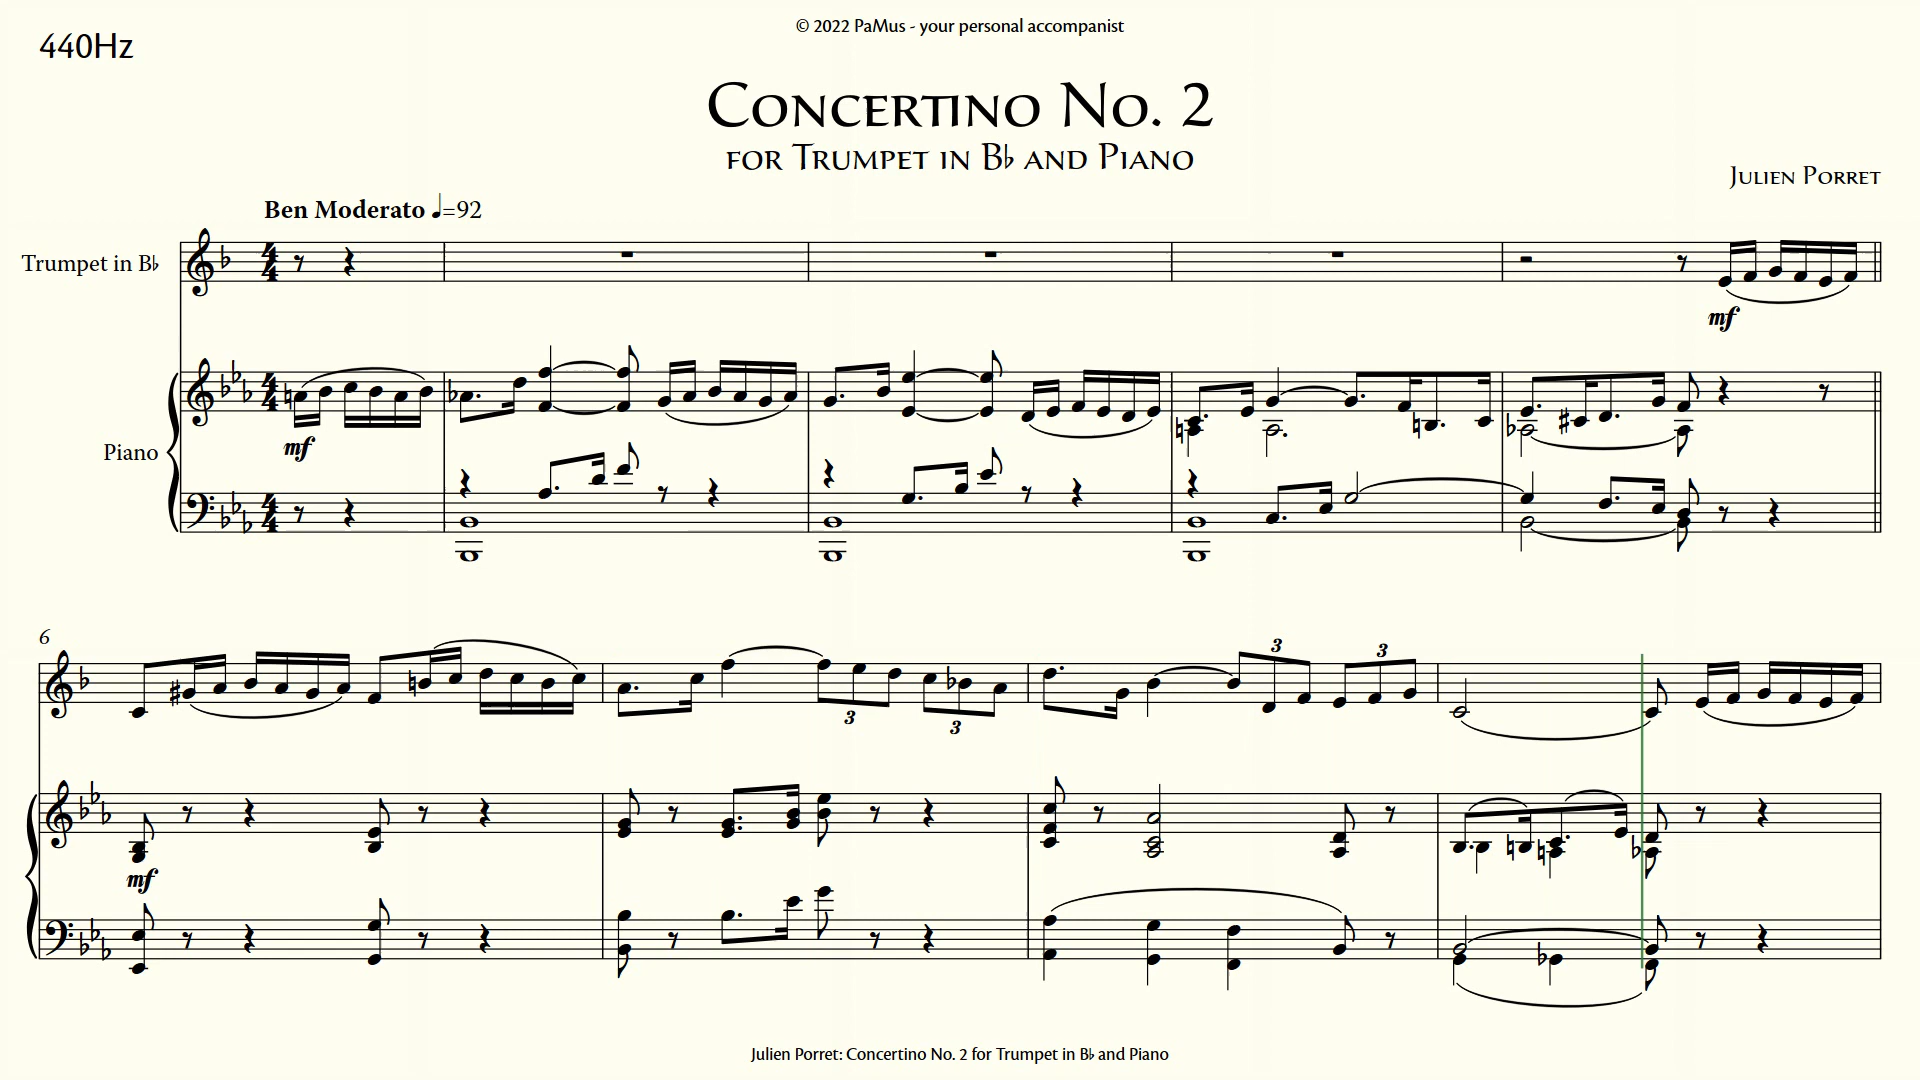 © 2022 PaMus - your personal accompanist
440Hz
Concertino No. 2
for Trumpet in B♭ and Piano
Julien Porret
Ben Moderato ♩=92
Trumpet in B♭
mf
Piano
mf
6
3
3
3
3
mf
Julien Porret: Concertino No. 2 for Trumpet in B♭ and Piano